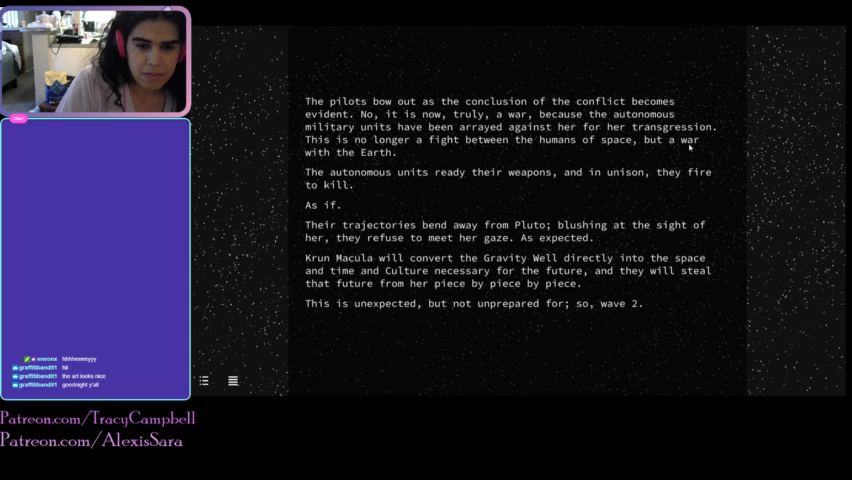 Chat
The pilots bow out as the conclusion of the conflict becomes
evident. No, it is now, truly, a war, because the autonomous
military units have been arrayed against her for her transgression.
This is no longer a fight between the humans of space, but a war
with the Earth.
The autonomous units ready their weapons, and in unison, they fire
to kill.
As if.
Their trajectories bend away from Pluto; blushing at the sight of
her, they refuse to meet her gaze. As expected.
Krun Macula will convert the Gravity Well directly into the space
and time and Culture necessary for the future, and they will steal
that future from her piece by piece by piece.
This is unexpected, but not unprepared for; so, wave 2.
graffitibandit1 hii
graffitibandit1 the art looks nice
graffitibandit1 goodnight y'all
Patreon.com/TracyCampbell
Patreon.com/AlexisSara